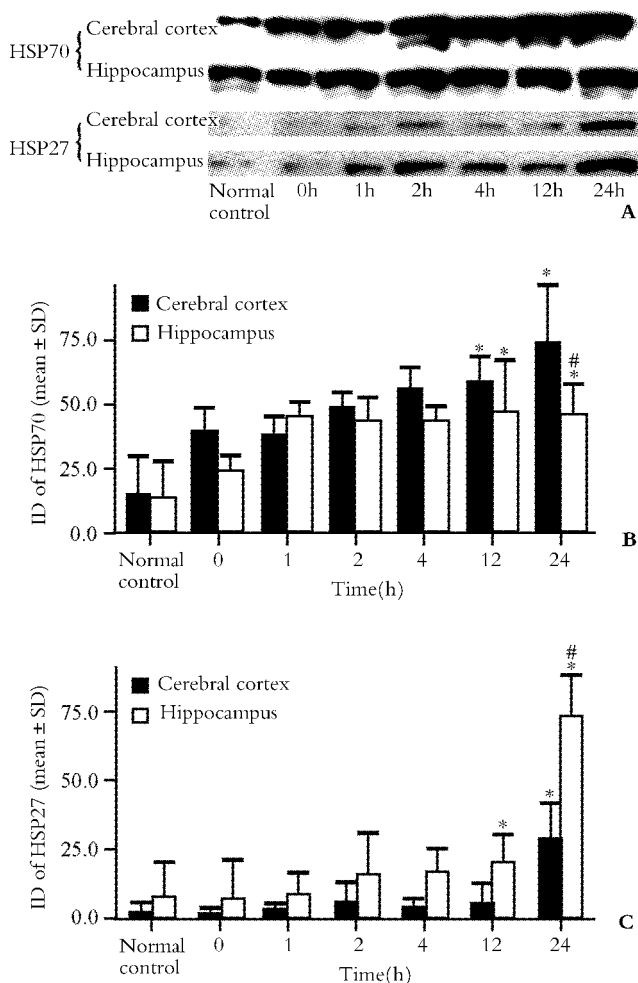 HSP70 { Cerebral cortex
Hippocampus
HSP27 { Cerebral cortex
Hippocampus
Normal control 0h 1h 2h 4h 12h 24h
A
ID of HSP70 (mean ± SD)
Cerebral cortex
Hippocampus
75.0
50.0
25.0
0.0
* * * # *
Normal control 0 1 2 4 12 24
Time(h)
B
ID of HSP27 (mean ± SD)
Cerebral cortex
Hippocampus
75.0
50.0
25.0
0.0
* * # *
Normal control 0 1 2 4 12 24
Time(h)
C